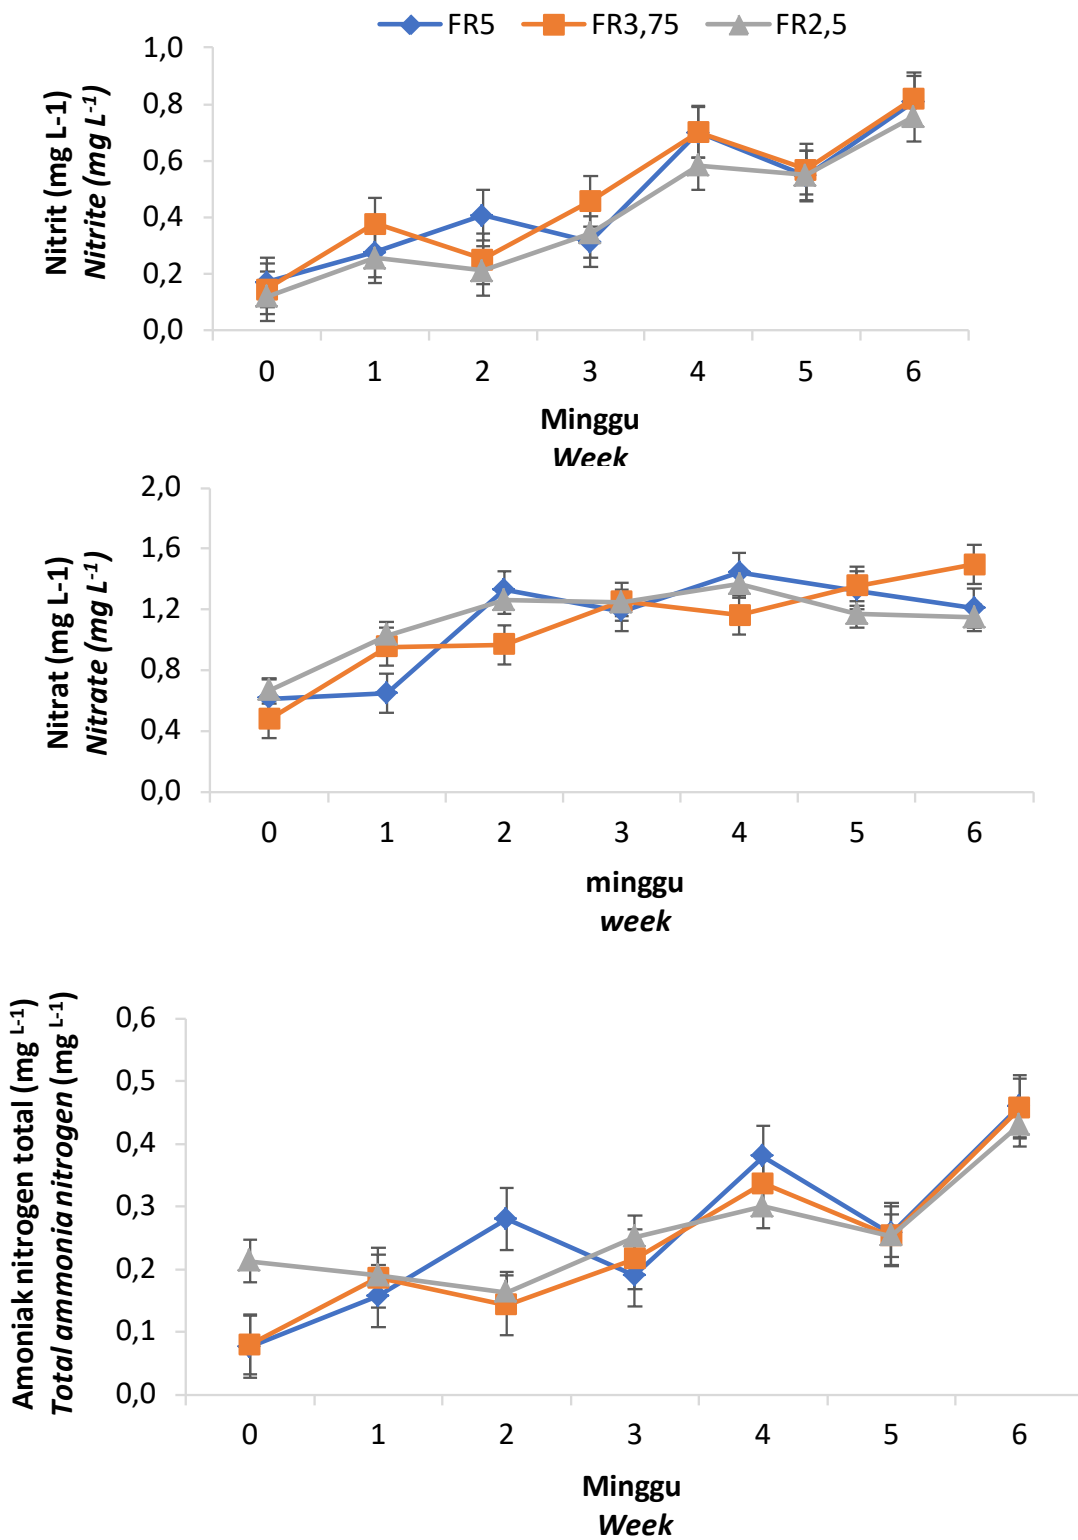 FR5 FR3,75 FR2,5
Nitrit (mg L-1)
Nitrite (mg L-1)
1,0
0,8
0,6
0,4
0,2
0,0
0 1 2 3 4 5 6
Minggu
Week
Nitrat (mg L-1)
Nitrate (mg L-1)
2,0
1,6
1,2
0,8
0,4
0,0
0 1 2 3 4 5 6
minggu
week
Amoniak nitrogen total (mg L-1)
Total ammonia nitrogen (mg L-1)
0,6
0,5
0,4
0,3
0,2
0,1
0,0
0 1 2 3 4 5 6
Minggu
Week